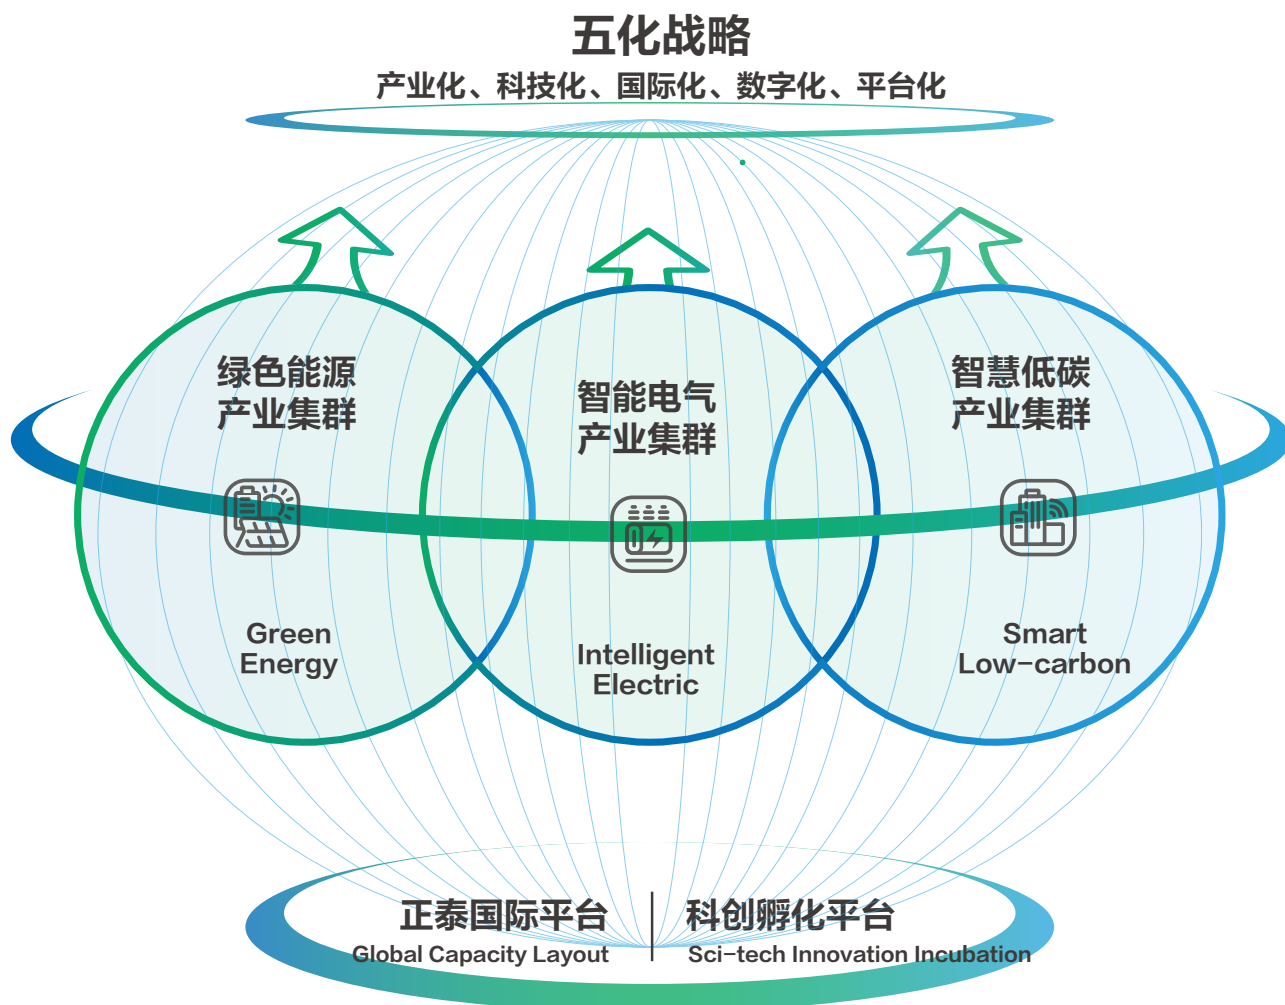 五化战略
产业化、科技化、国际化、数字化、平台化
绿色能源
产业集群
Green
Energy
智能电气
产业集群
Intelligent
Electric
智慧低碳
产业集群
Smart
Low-carbon
正泰国际平台
Global Capacity Layout
科创孵化平台
Sci-tech Innovation Incubation